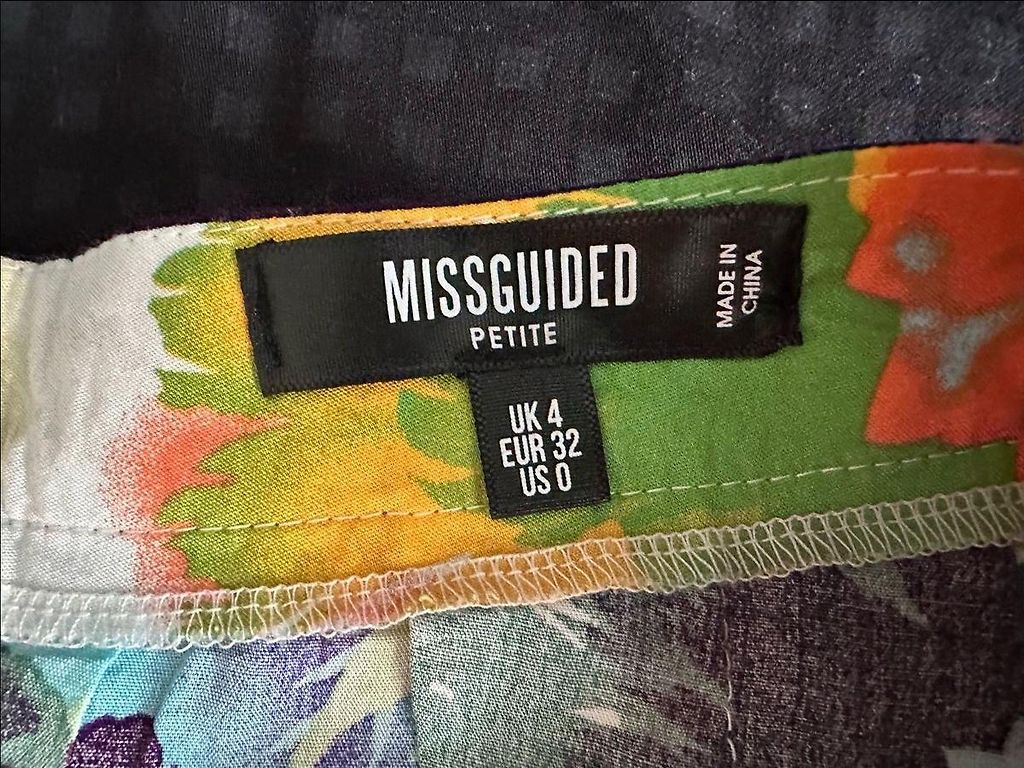 MISSGUIDED
PETITE
MADE IN
CHINA
UK 4
EUR 32
US 0